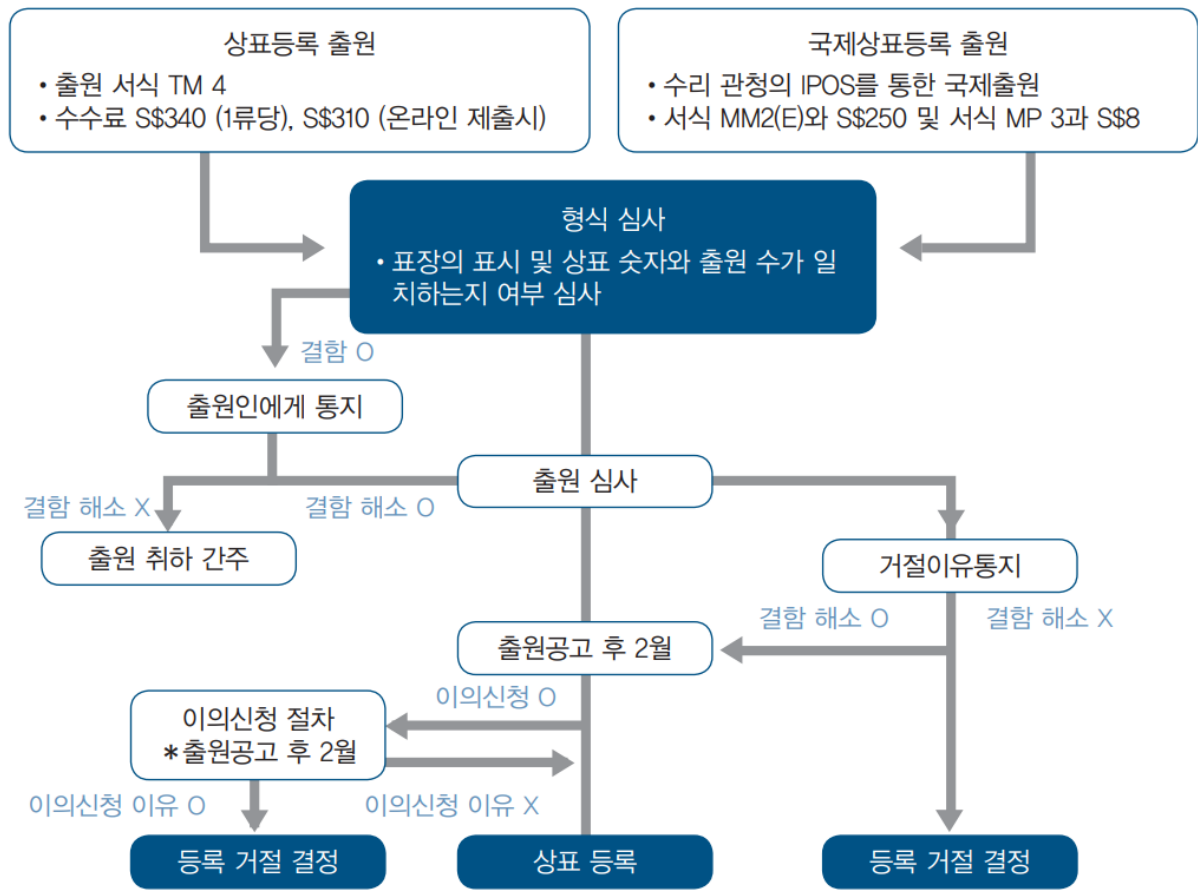 상표등록 출원
• 출원 서식 TM 4
• 수수료 S$340 (1류당), S$310 (온라인 제출시)
국제상표등록 출원
• 수리 관청의 IPOS를 통한 국제출원
• 서식 MM2(E)와 S$250 및 서식 MP 3과 S$8
형식 심사
• 표장의 표시 및 상표 숫자와 출원 수가 일
치하는지 여부 심사
결함 O
출원인에게 통지
출원 심사
결함 해소 X
결함 해소 O
출원 취하 간주
거절이유통지
결함 해소 O
결함 해소 X
출원공고 후 2월
이의신청 O
이의신청 절차
*출원공고 후 2월
이의신청 이유 O
이의신청 이유 X
등록 거절 결정
상표 등록
등록 거절 결정